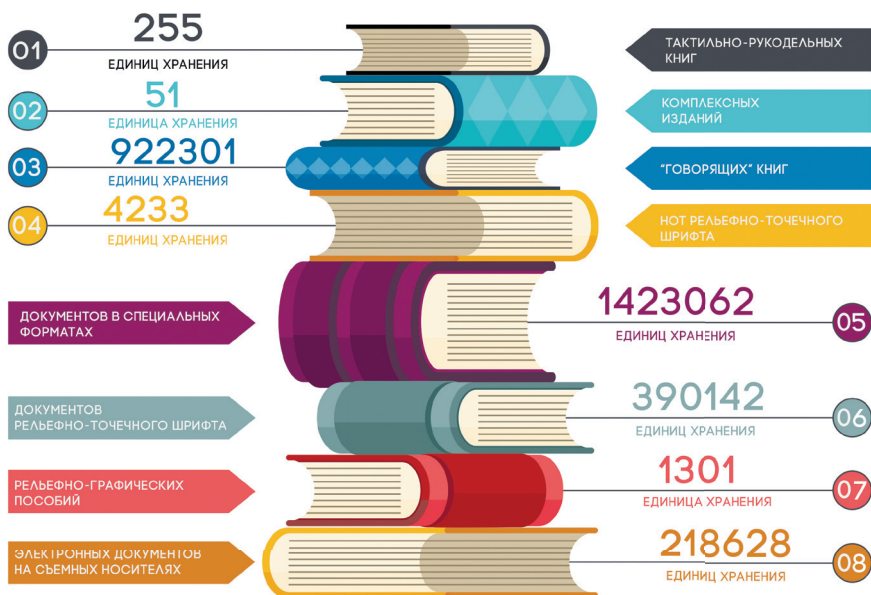 01
255
ЕДИНИЦ ХРАНЕНИЯ
ТАКТИЛЬНО-РУКОДЕЛЬНЫХ
КНИГ
02
51
ЕДИНИЦА ХРАНЕНИЯ
КОМПЛЕКСНЫХ
ИЗДАНИЙ
03
922301
ЕДИНИЦ ХРАНЕНИЯ
"ГОВОРЯЩИХ" КНИГ
04
4233
ЕДИНИЦ ХРАНЕНИЯ
НОТ РЕЛЬЕФНО-ТОЧЕЧНОГО
ШРИФТА
ДОКУМЕНТОВ В СПЕЦИАЛЬНЫХ
ФОРМАТАХ
1423062
ЕДИНИЦ ХРАНЕНИЯ
05
ДОКУМЕНТОВ
РЕЛЬЕФНО-ТОЧЕЧНОГО ШРИФТА
390142
ЕДИНИЦ ХРАНЕНИЯ
06
РЕЛЬЕФНО-ГРАФИЧЕСКИХ
ПОСОБИЙ
1301
ЕДИНИЦА ХРАНЕНИЯ
07
ЭЛЕКТРОННЫХ ДОКУМЕНТОВ
НА СЪЕМНЫХ НОСИТЕЛЯХ
218628
ЕДИНИЦ ХРАНЕНИЯ
08